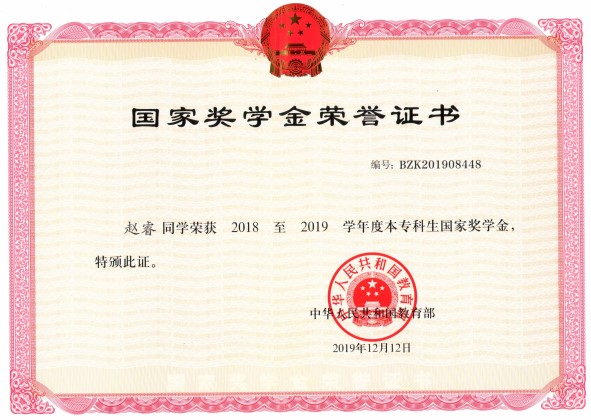 国家奖学金荣誉证书
编号: BZK201908448
赵睿 同学荣获 2018 至 2019 学年度本专科生国家奖学金,
特颁此证。
中华人民共和国教育部
中华人民共和国教育部
2019年12月12日